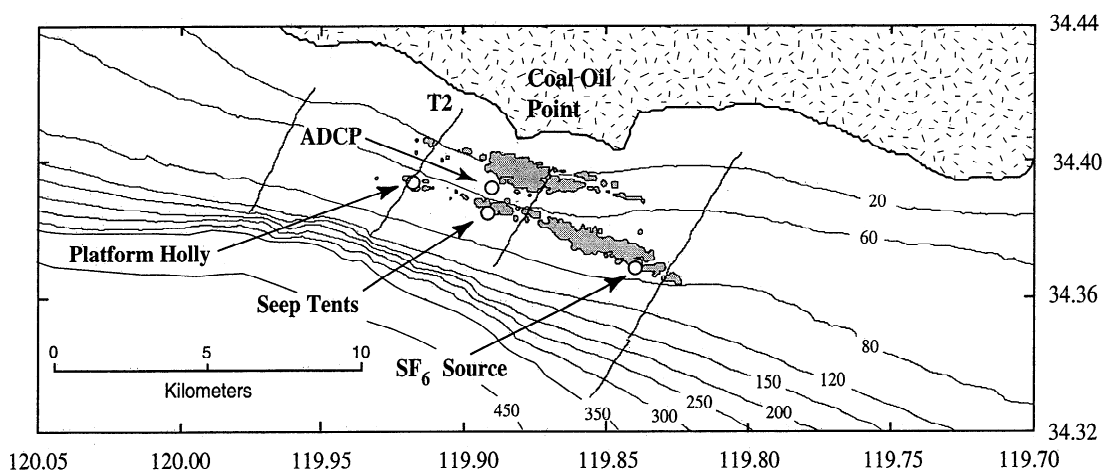 34.44
Coal Oil
Point
T2
ADCP
34.40
20
60
Platform Holly
Seep Tents
34.36
0 5 10
Kilometers
SF6 Source
80
120
150
200
250
300
350
450
34.32
120.05 120.00 119.95 119.90 119.85 119.80 119.75 119.70